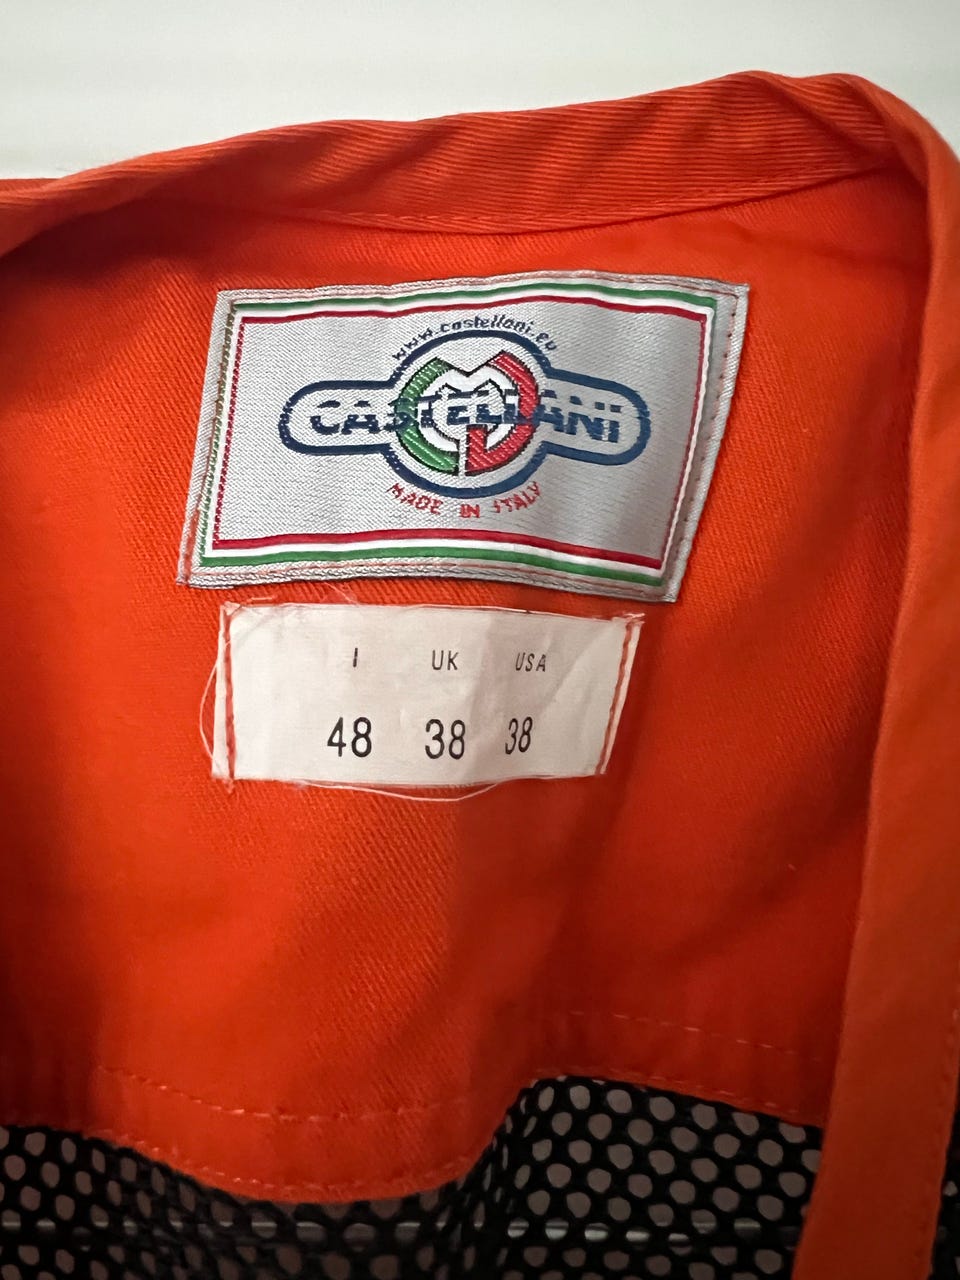 www.castellani.eu
CASTELLANI
MADE IN ITALY
I UK USA
48 38 38